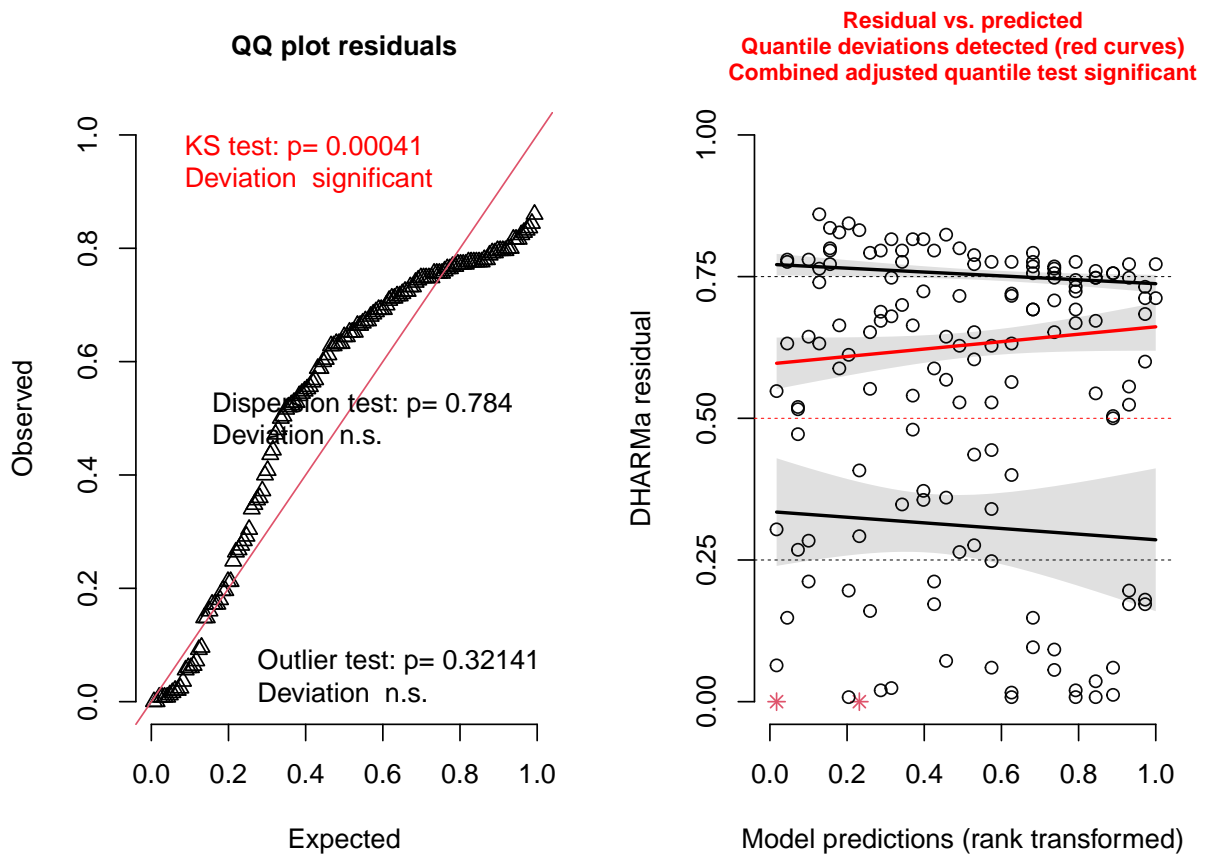 QQ plot residuals
KS test: p= 0.00041
Deviation  significant
Dispersion test: p= 0.784
Deviation  n.s.
Outlier test: p= 0.32141
Deviation  n.s.
Observed
0.0 0.2 0.4 0.6 0.8 1.0
0.0 0.2 0.4 0.6 0.8 1.0
Expected
Residual vs. predicted
Quantile deviations detected (red curves)
Combined adjusted quantile test significant
DHARMa residual
0.00 0.25 0.50 0.75 1.00
0.0 0.2 0.4 0.6 0.8 1.0
Model predictions (rank transformed)